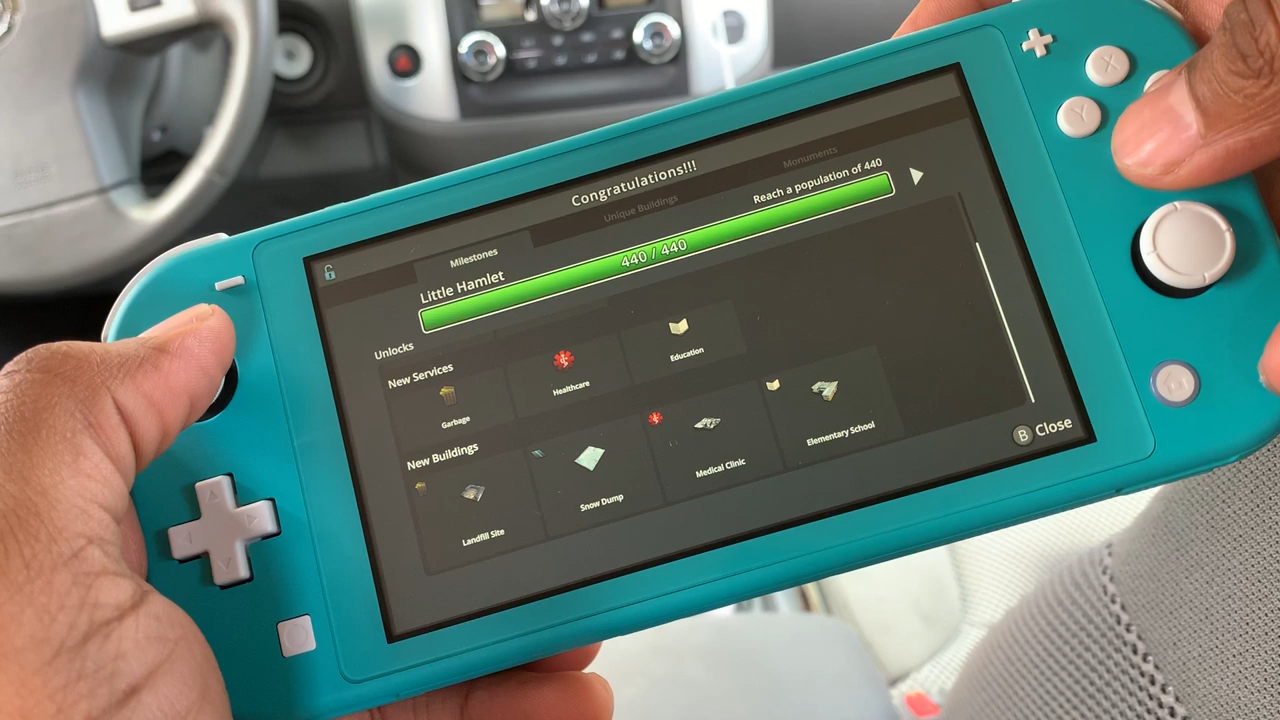 Congratulations!!!
Milestones
Unique Buildings
Monuments
Little Hamlet
Reach a population of 440
440 / 440
Unlocks
New Services
Garbage
Healthcare
Education
New Buildings
Landfill Site
Snow Dump
Medical Clinic
Elementary School
B Close
X
Y